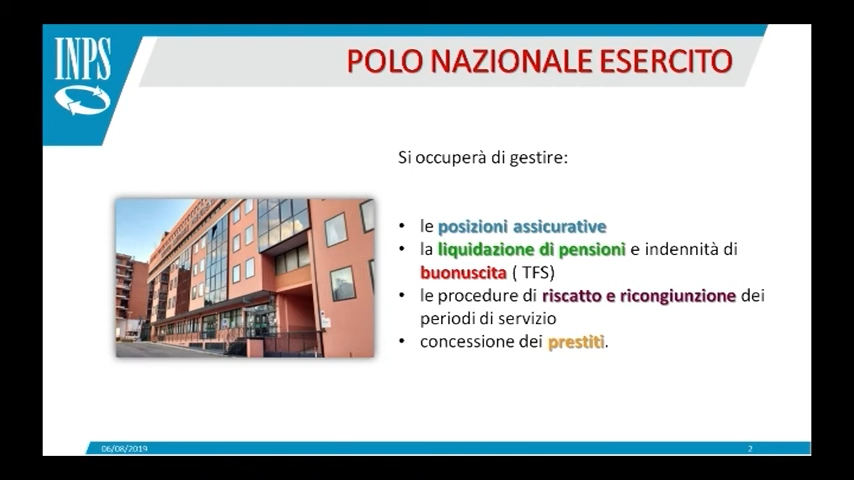 INPS
POLO NAZIONALE ESERCITO
Si occuperà di gestire:
• le posizioni assicurative
• la liquidazione di pensioni e indennità di
buonuscita ( TFS)
• le procedure di riscatto e ricongiunzione dei
periodi di servizio
• concessione dei prestiti.
06/08/2019
2